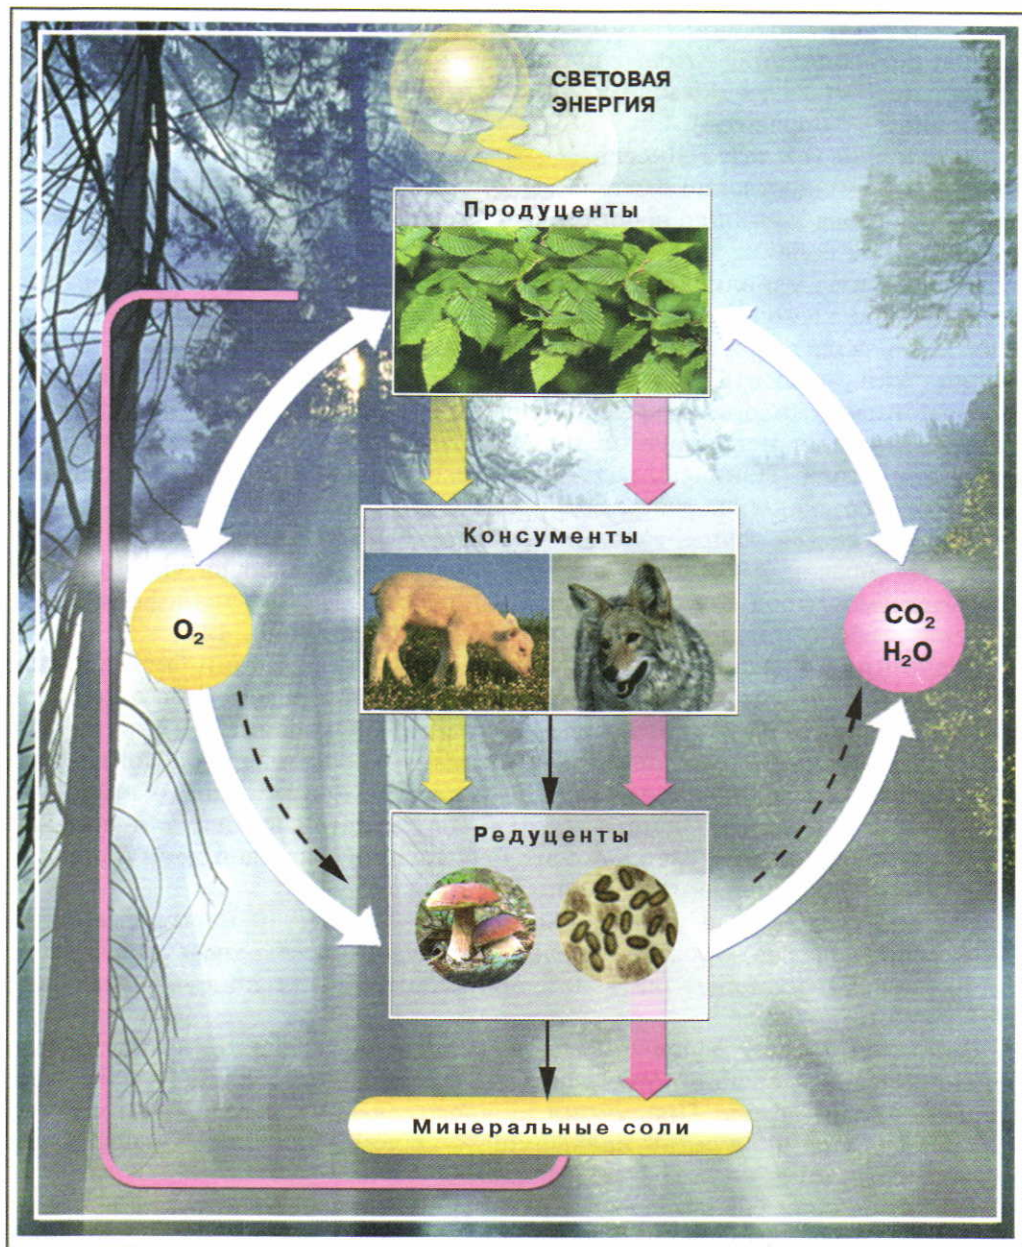 СВЕТОВАЯ
ЭНЕРГИЯ
Продуценты
Консументы
O₂
CO₂
H₂O
Редуценты
Минеральные соли